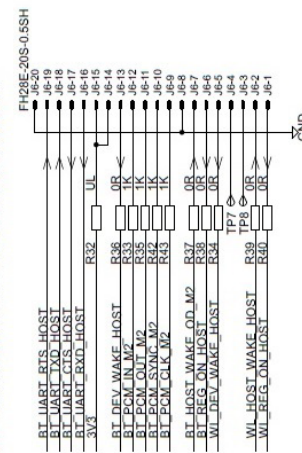 FH28E-20S-0.5SH
J6-20
J6-19
J6-18
J6-17
J6-16
J6-15
J6-14
J6-13
J6-12
J6-11
J6-10
J6-9
J6-8
J6-7
J6-6
J6-5
J6-4
J6-3
J6-2
J6-1
GND
UL
0R
1K
1K
1K
1K
0R
0R
0R
TP7
TP8
0R
0R
R32
R36
R33
R35
R42
R43
R37
R38
R34
R39
R40
BT_UART_RTS_HOST
BT_UART_TXD_HOST
BT_UART_CTS_HOST
BT_UART_RXD_HOST
3V3
BT_DEV_WAKE_HOST
BT_PCM_IN_M2
BT_PCM_OUT_M2
BT_PCM_SYNC_M2
BT_PCM_CLK_M2
BT_HOST_WAKE_OD_M2
BT_REG_ON_HOST
WL_DEV_WAKE_HOST
WL_HOST_WAKE_HOST
WL_REG_ON_HOST